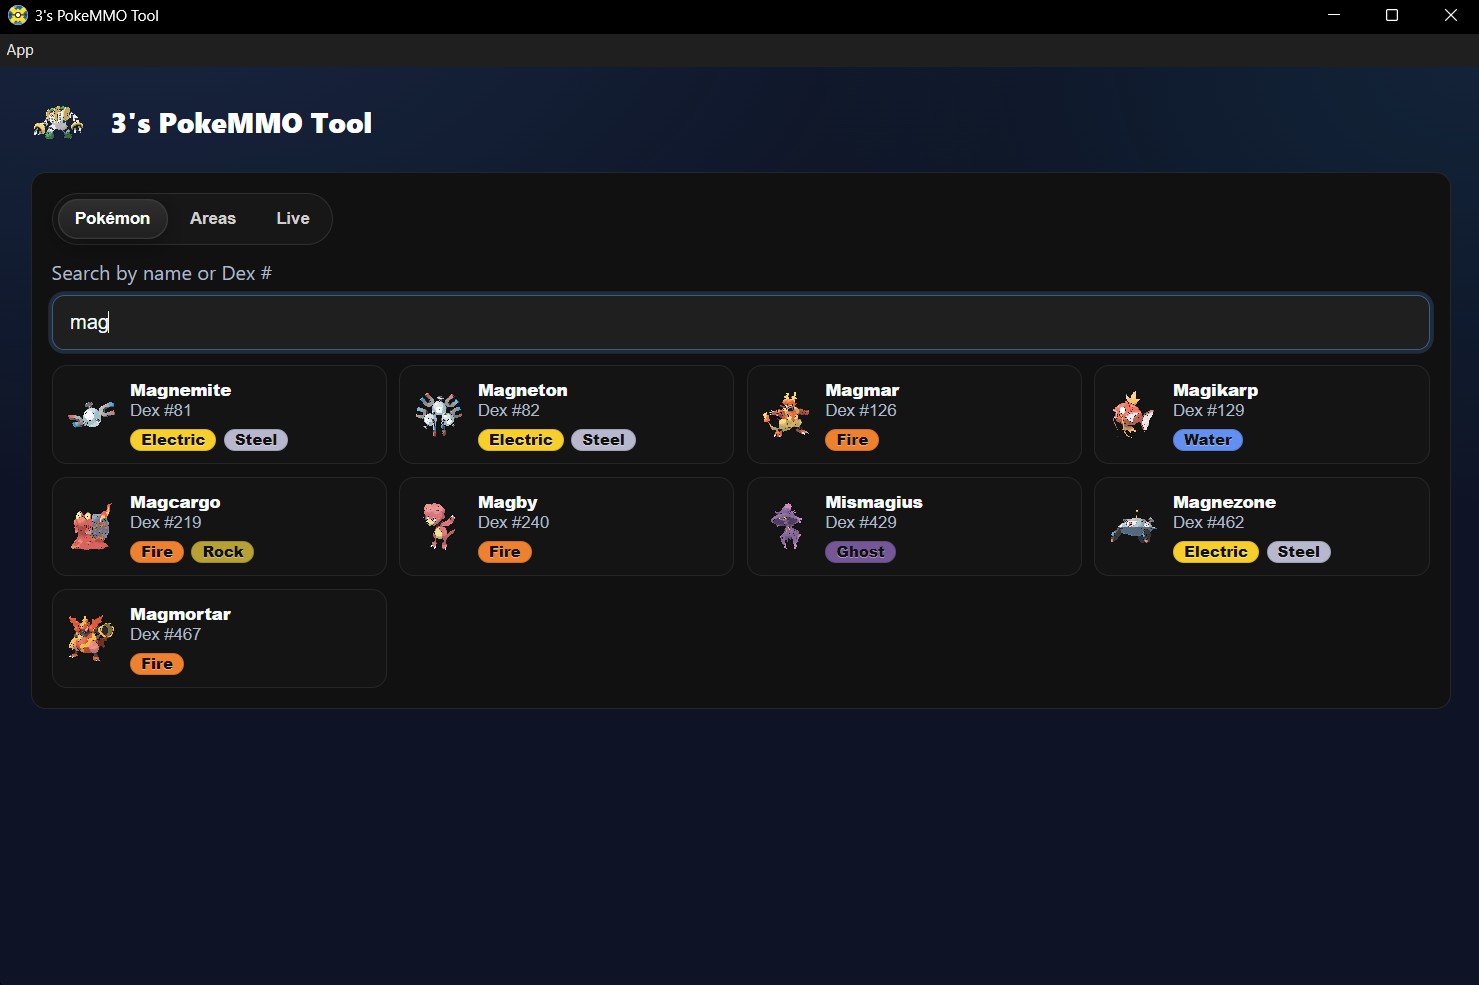 3's PokeMMO Tool
App
3's PokeMMO Tool
Pokémon Areas Live
Search by name or Dex #
mag
Magnemite
Dex #81
Electric Steel
Magneton
Dex #82
Electric Steel
Magmar
Dex #126
Fire
Magikarp
Dex #129
Water
Magcargo
Dex #219
Fire Rock
Magby
Dex #240
Fire
Mismagius
Dex #429
Ghost
Magnezone
Dex #462
Electric Steel
Magmortar
Dex #467
Fire